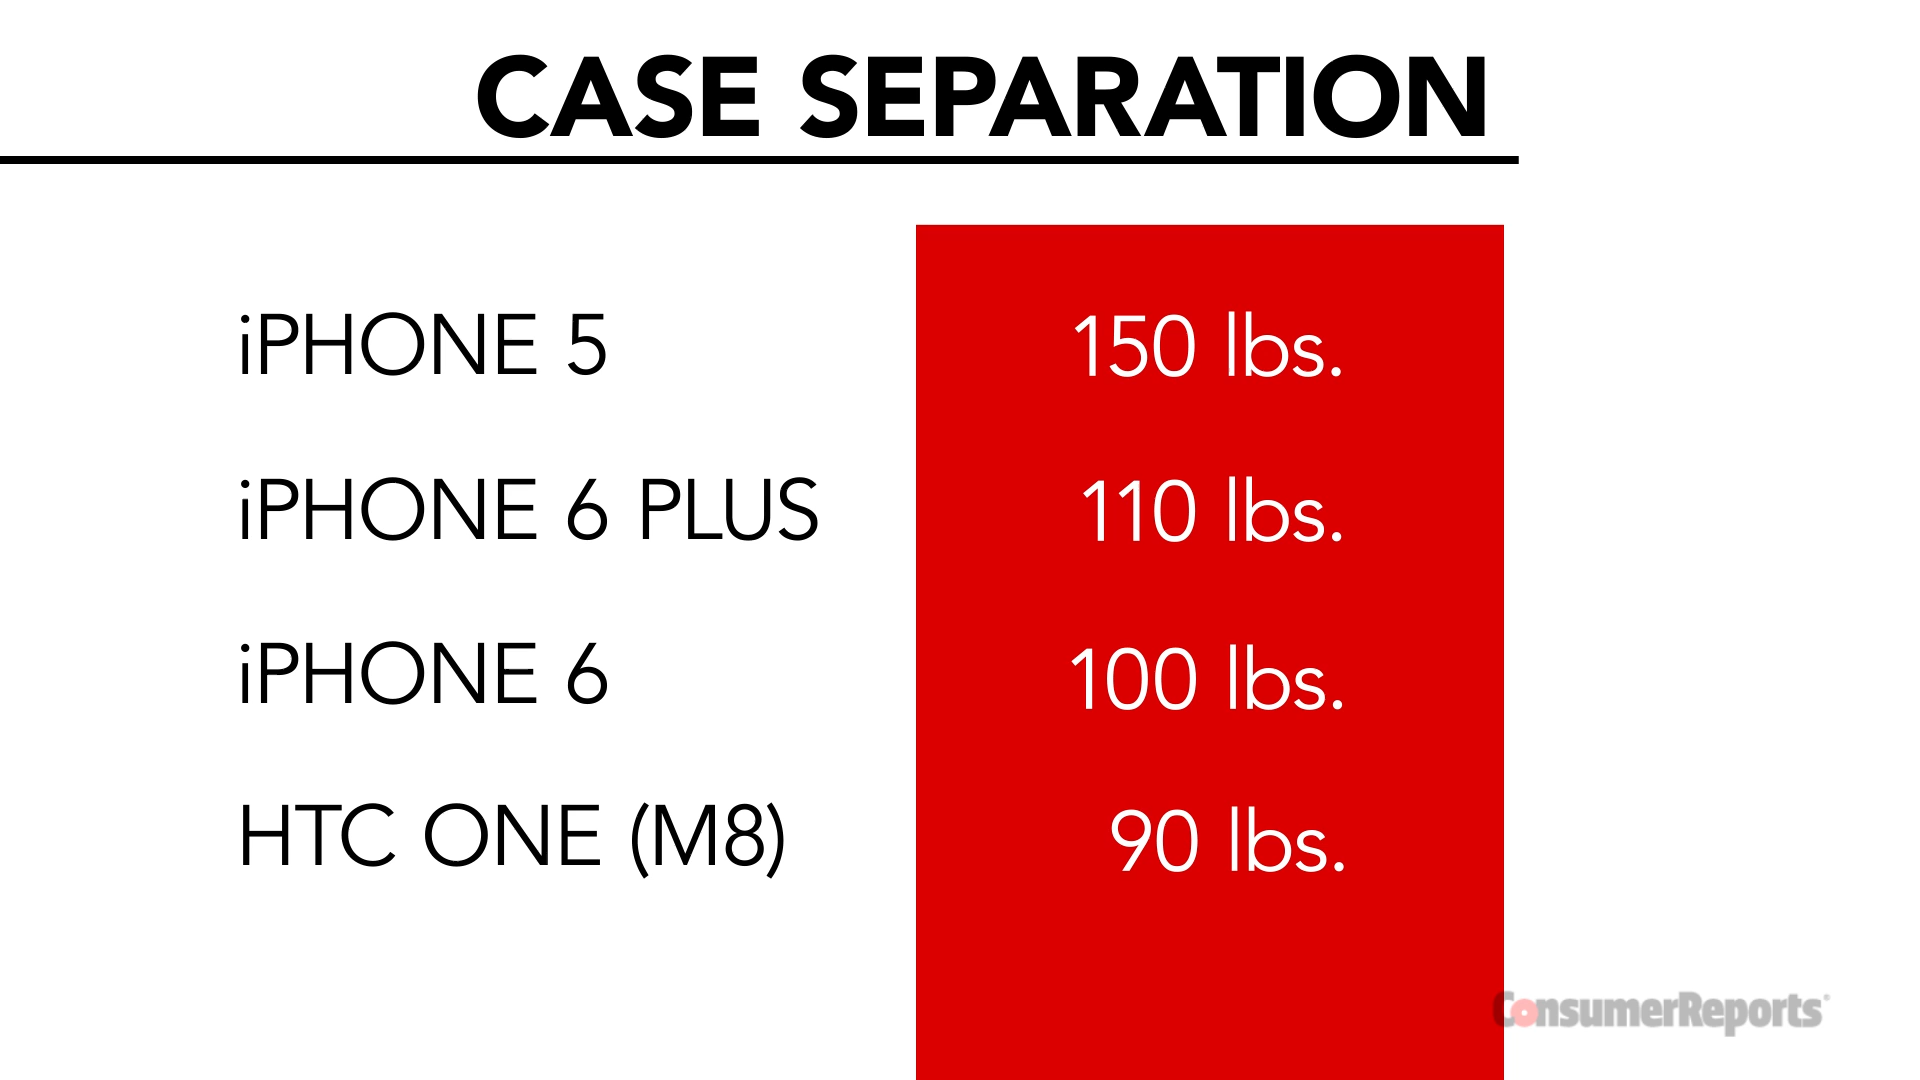 CASE SEPARATION
iPHONE 5 150 lbs.
iPHONE 6 PLUS 110 lbs.
iPHONE 6 100 lbs.
HTC ONE (M8) 90 lbs.
ConsumerReports®